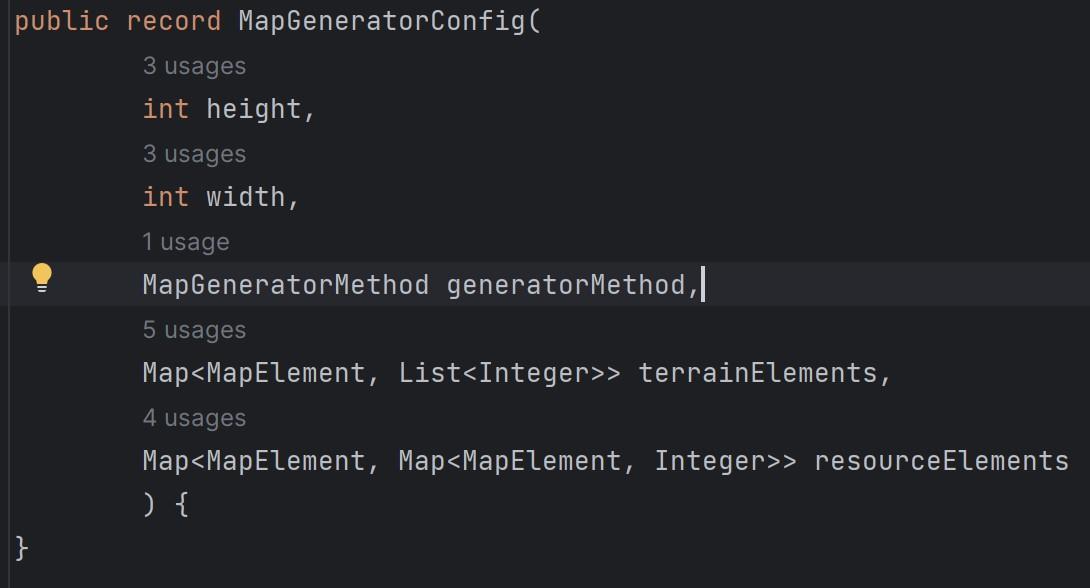 public record MapGeneratorConfig(
3 usages
int height,
3 usages
int width,
1 usage
MapGeneratorMethod generatorMethod,
5 usages
Map<MapElement, List<Integer>> terrainElements,
4 usages
Map<MapElement, Map<MapElement, Integer>> resourceElements
) {
}